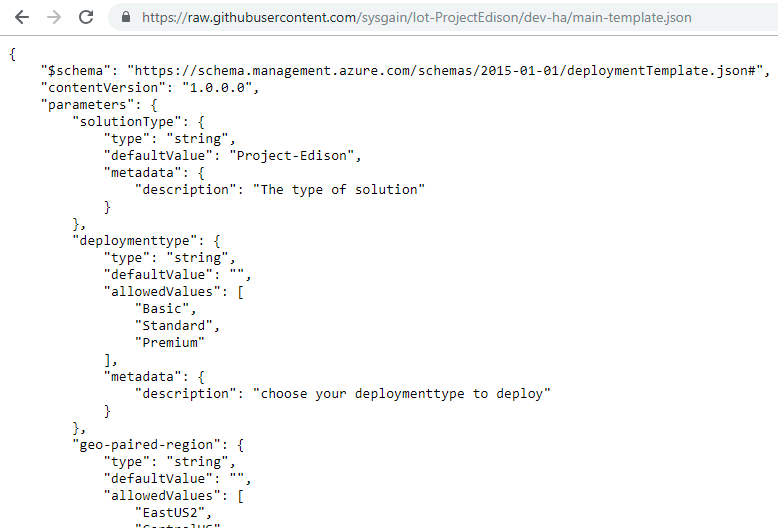 https://raw.githubusercontent.com/sysgain/Iot-ProjectEdison/dev-ha/main-template.json
{
    "$schema": "https://schema.management.azure.com/schemas/2015-01-01/deploymentTemplate.json#",
    "contentVersion": "1.0.0.0",
    "parameters": {
        "solutionType": {
            "type": "string",
            "defaultValue": "Project-Edison",
            "metadata": {
                "description": "The type of solution"
            }
        },
        "deploymenttype": {
            "type": "string",
            "defaultValue": "",
            "allowedValues": [
                "Basic",
                "Standard",
                "Premium"
            ],
            "metadata": {
                "description": "choose your deploymenttype to deploy"
            }
        },
        "geo-paired-region": {
            "type": "string",
            "defaultValue": "",
            "allowedValues": [
                "EastUS2",